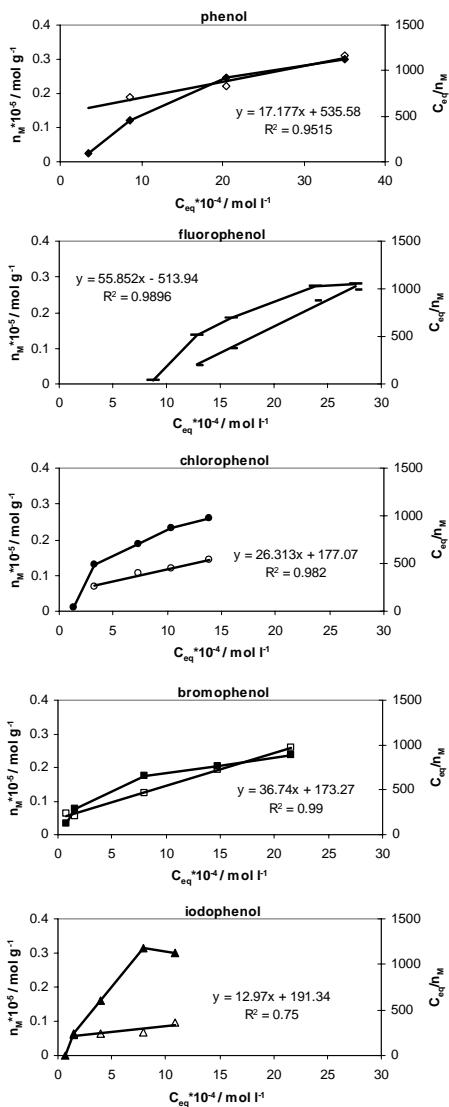 phenol
0.4
0.3
0.2
0.1
0
n_M*10^-5 / mol g^-1
1500
1000
500
0
C_eq/n_M
y = 17.177x + 535.58
R² = 0.9515
0 10 20 30 40
C_eq*10^-4 / mol l^-1
fluorophenol
0.4
0.3
0.2
0.1
0
n_M*10^-5 / mol g^-1
1500
1000
500
0
C_eq/n_M
y = 55.852x - 513.94
R² = 0.9896
0 5 10 15 20 25 30
C_eq*10^-4 / mol l^-1
chlorophenol
0.4
0.3
0.2
0.1
0
n_M*10^-5 / mol g^-1
1500
1000
500
0
C_eq/n_M
y = 26.313x + 177.07
R² = 0.982
0 5 10 15 20 25 30
C_eq*10^-4 / mol l^-1
bromophenol
0.4
0.3
0.2
0.1
0
n_M*10^-5 / mol g^-1
1500
1000
500
0
C_eq/n_M
y = 36.74x + 173.27
R² = 0.99
0 5 10 15 20 25 30
C_eq*10^-4 / mol l^-1
iodophenol
0.4
0.3
0.2
0.1
0
n_M*10^-5 / mol g^-1
1500
1000
500
0
C_eq/n_M
y = 12.97x + 191.34
R² = 0.75
0 5 10 15 20 25 30
C_eq*10^-4 / mol l^-1